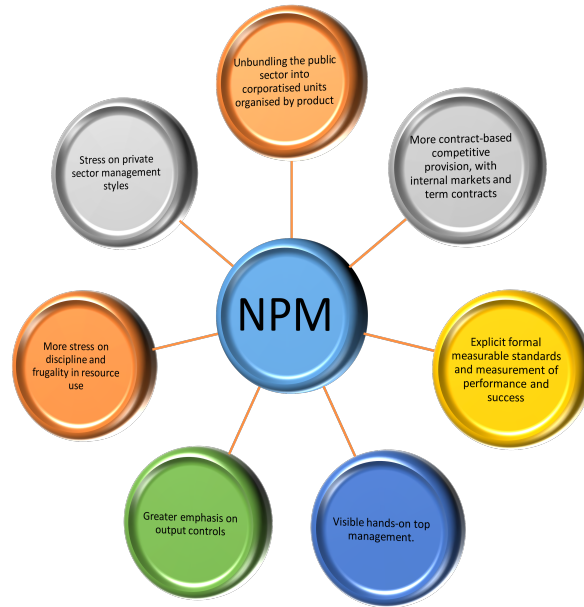 Unbundling the public
sector into
corporatised units
organised by product
More contract-based
competitive
provision, with
internal markets and
term contracts
Stress on private
sector management
styles
NPM
Explicit formal
measurable standards
and measurement of
performance and
success
More stress on
discipline and
frugality in resource
use
Greater emphasis on
output controls
Visible hands-on top
management.